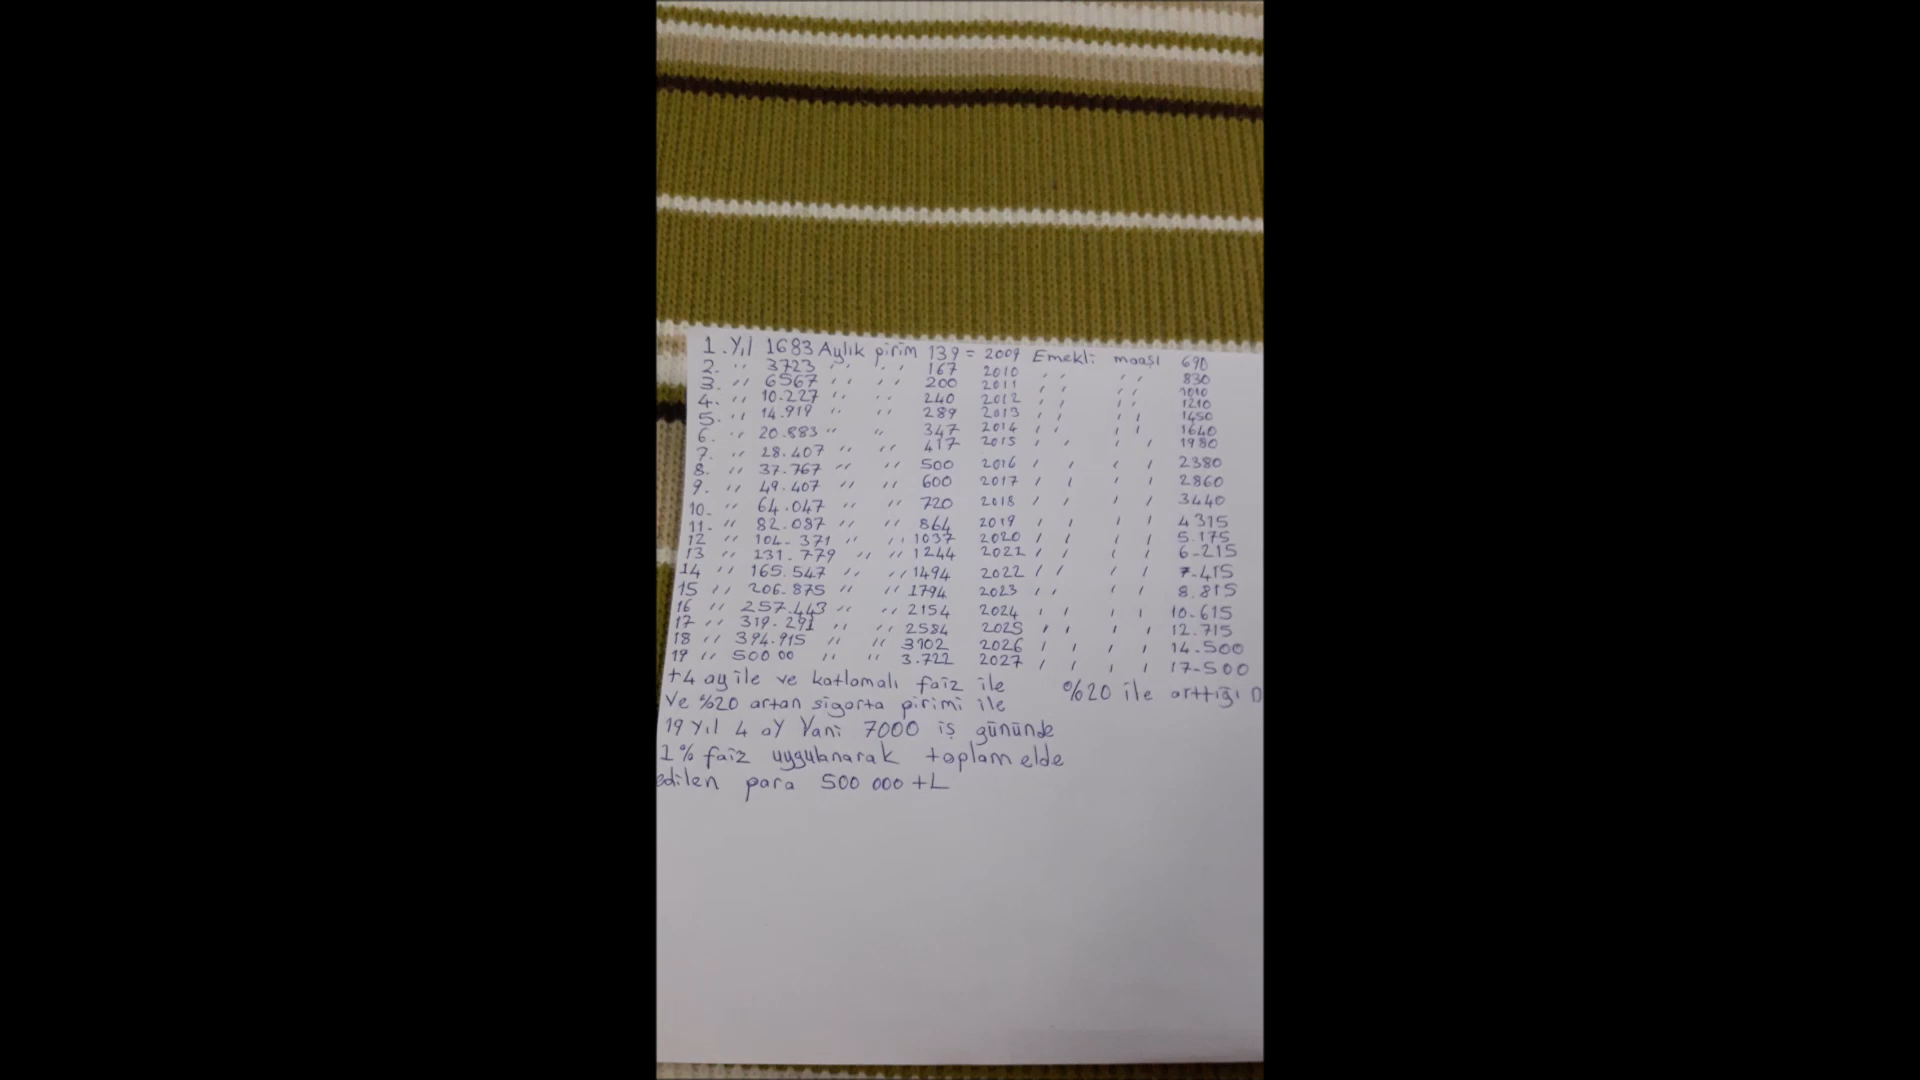 1.Yıl 1683 Aylık pirim 139 = 2009 Emekli maaşı 690
2. " 3723 " " 167 2010 " " 830
3. " 6567 " " 200 2011 " " 1010
4. " 10.227 " " 240 2012 " " 1210
5. " 14.919 " " 289 2013 " " 1450
6. " 20.883 " " 347 2014 " " 1640
7. " 28.407 " " 417 2015 " " 1980
8. " 37.767 " " 500 2016 " " 2380
9. " 49.407 " " 600 2017 " " 2860
10. " 64.047 " " 720 2018 " " 3440
11. " 82.087 " " 864 2019 " " 4315
12 " 104.371 " " 1037 2020 " " 5.175
13 " 131.779 " " 1244 2021 " " 6.215
14 " 165.547 " " 1494 2022 " " 7.415
15 " 206.875 " " 1794 2023 " " 8.815
16 " 257.443 " " 2154 2024 " " 10.615
17 " 319.291 " " 2584 2025 " " 12.715
18 " 394.915 " " 3102 2026 " " 14.500
19 " 500 00 " " 3.722 2027 " " 17-500
+4 ay ile ve katlamalı faiz ile %20 ile arttığı
Ve %20 artan sigorta pirimi ile
19 yıl 4 ay Yani 7000 iş gününde
1% faiz uygulanarak toplam elde
edilen para 500 000 tL